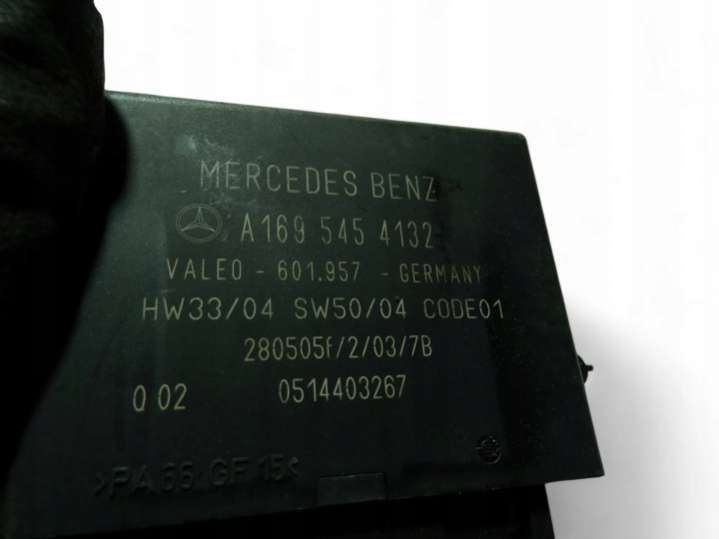 MERCEDES BENZ
A169 545 4132
VALEO - 601.957 - GERMANY
HW33/04 SW50/04 CODE01
280505f/2/03/7B
Q 02 0514403267
>PA 66 GF 15<